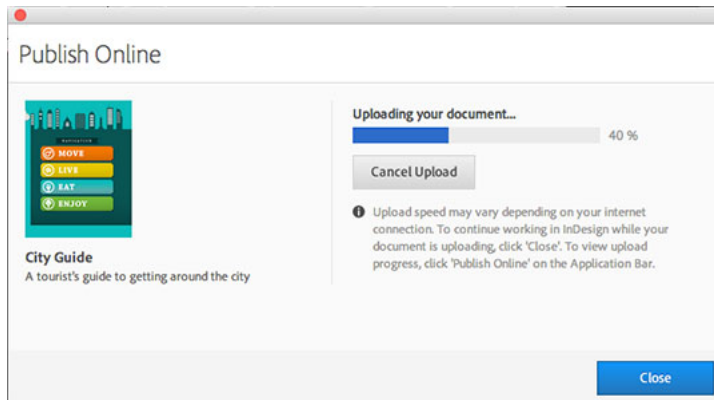 Publish Online
NAVIGATION
MOVE
LIVE
EAT
ENJOY
City Guide
A tourist's guide to getting around the city
Uploading your document...
40 %
Cancel Upload
Upload speed may vary depending on your internet
connection. To continue working in InDesign while your
document is uploading, click 'Close'. To view upload
progress, click 'Publish Online' on the Application Bar.
Close